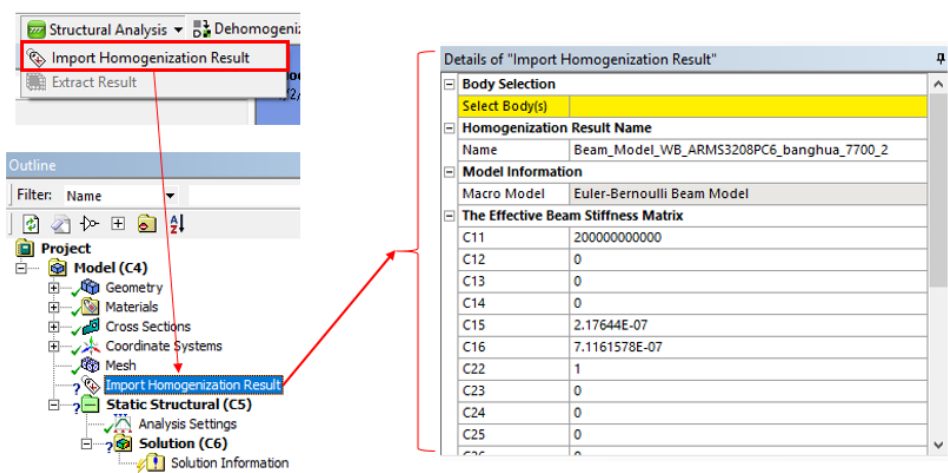 Structural Analysis Dehomogeniz
Import Homogenization Result
Extract Result
Outline
Filter: Name
Project
Model (C4)
Geometry
Materials
Cross Sections
Coordinate Systems
Mesh
Import Homogenization Result
Static Structural (C5)
Analysis Settings
Solution (C6)
Solution Information
Details of "Import Homogenization Result"
Body Selection
Select Body(s)
Homogenization Result Name
Name Beam_Model_WB_ARMS3208PC6_banghua_7700_2
Model Information
Macro Model Euler-Bernoulli Beam Model
The Effective Beam Stiffness Matrix
C11 200000000000
C12 0
C13 0
C14 0
C15 2.17644E-07
C16 7.1161578E-07
C22 1
C23 0
C24 0
C25 0